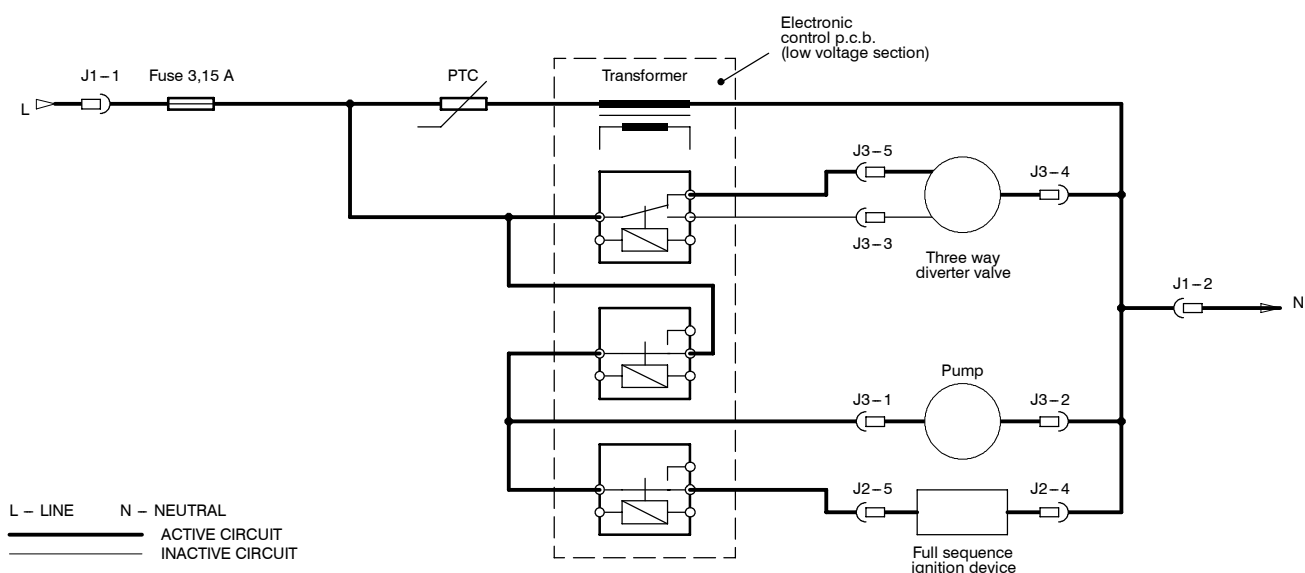 Electronic
control p.c.b.
(low voltage section)
J1–1
Fuse 3,15 A
PTC
Transformer
L
J3–5
J3–4
J3–3
Three way
diverter valve
J1–2
N
Pump
J3–1
J3–2
J2–5
J2–4
L – LINE N – NEUTRAL
ACTIVE CIRCUIT
INACTIVE CIRCUIT
Full sequence
ignition device